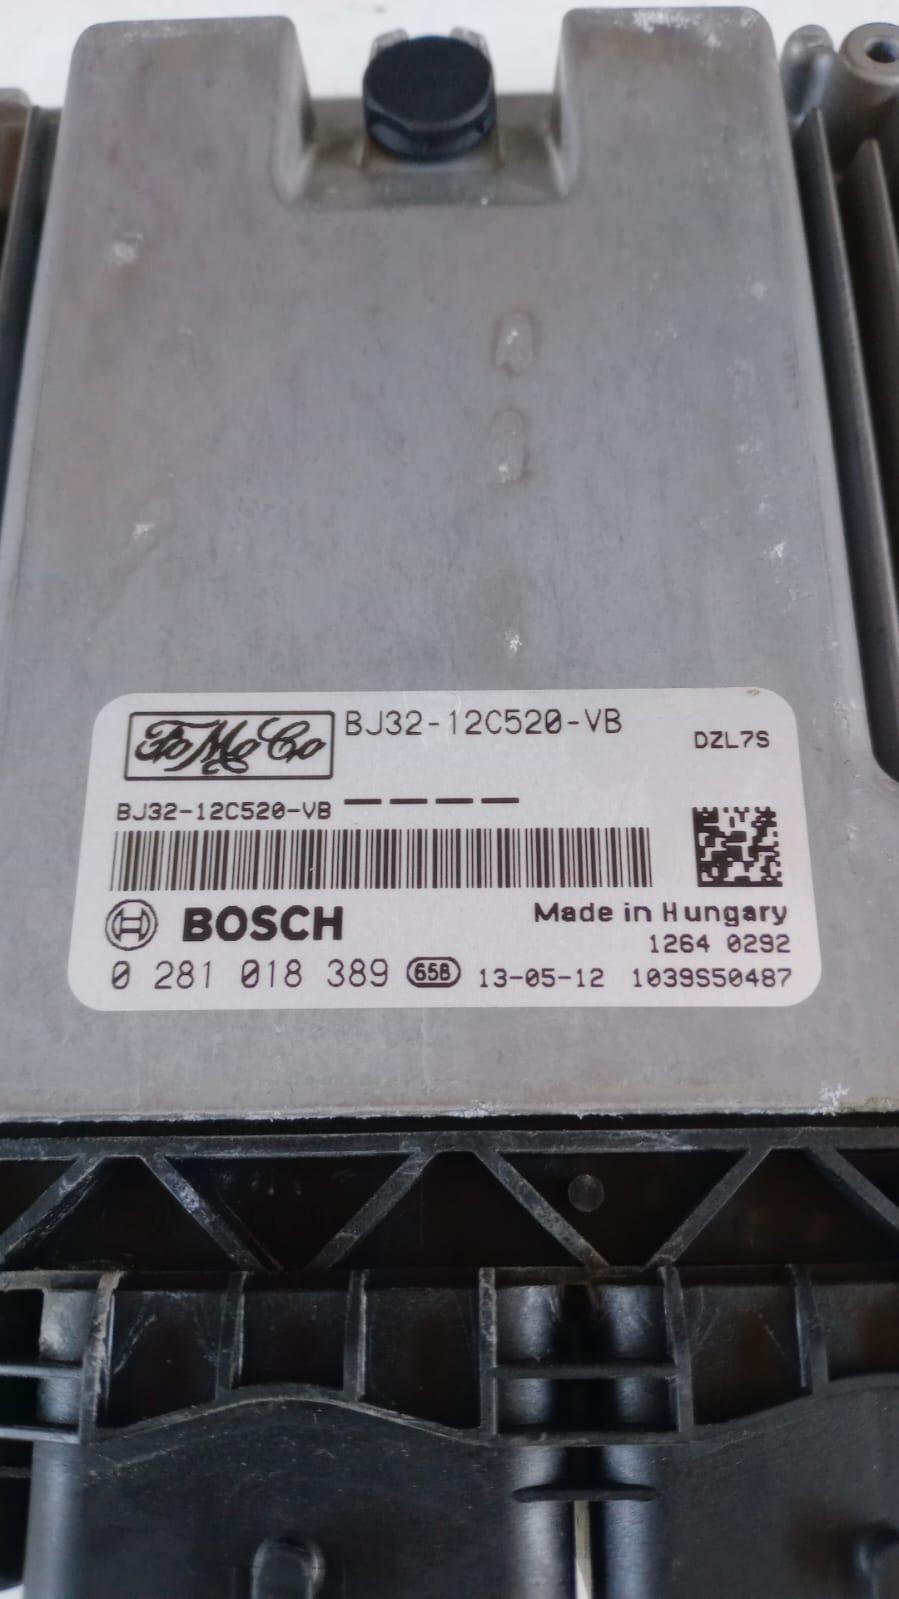 FoMoCo BJ32-12C520-VB
DZL7S
BJ32-12C520-VB
BOSCH
Made in Hungary
1264 0292
0 281 018 389 658 13-05-12 1039S50487